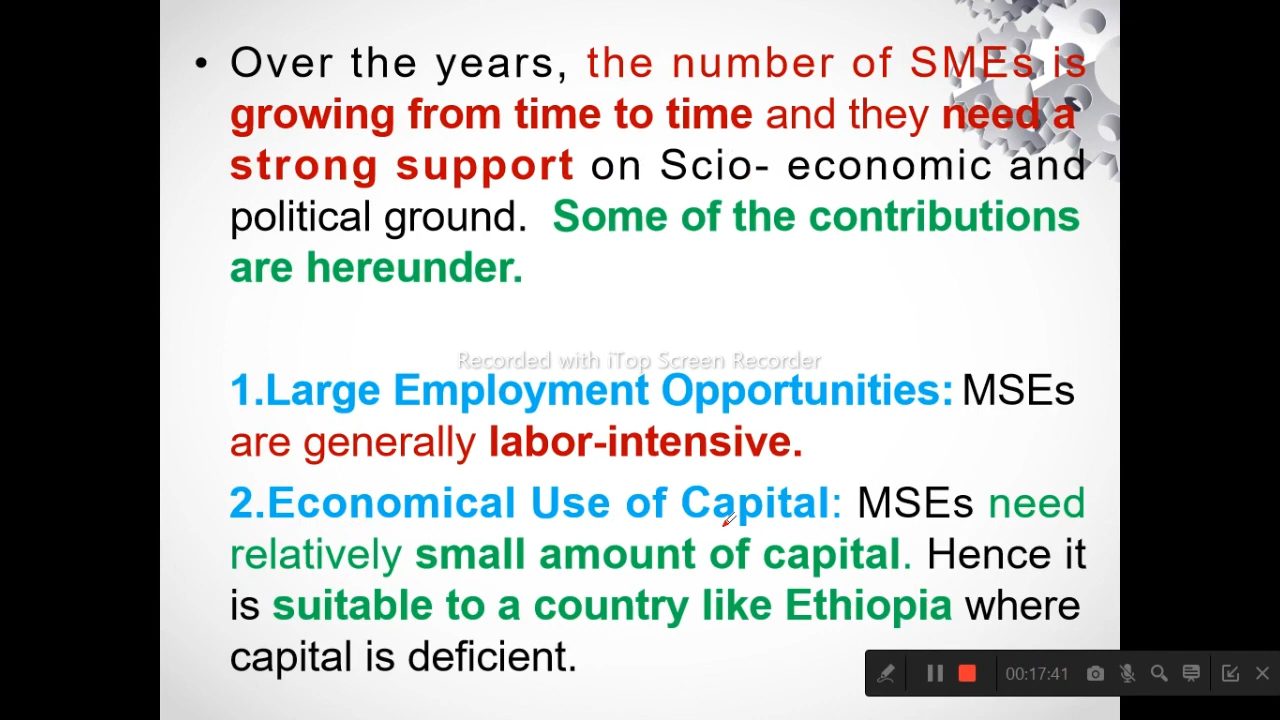 • Over the years, the number of SMEs is
growing from time to time and they need a
strong support on Scio- economic and
political ground. Some of the contributions
are hereunder.
Recorded with iTop Screen Recorder
1.Large Employment Opportunities: MSEs
are generally labor-intensive.
2.Economical Use of Capital: MSEs need
relatively small amount of capital. Hence it
is suitable to a country like Ethiopia where
capital is deficient.
00:17:41